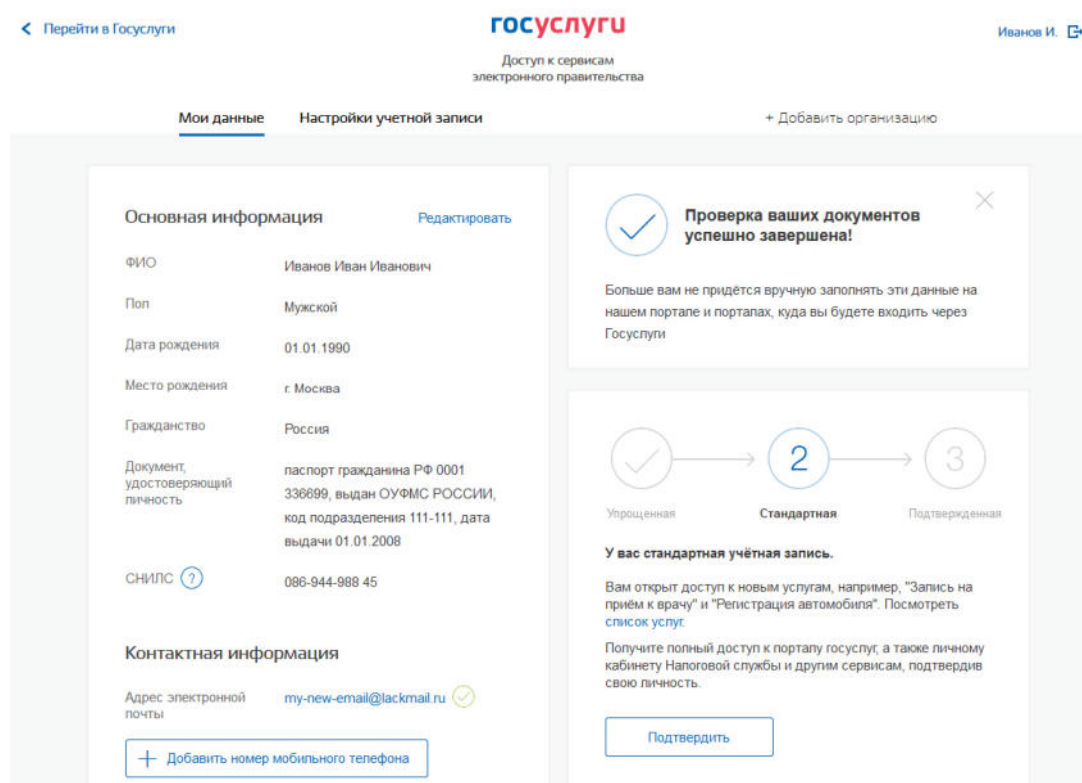 Перейти в Госуслуги
госуслуги
Иванов И.
Доступ к сервисам
электронного правительства
Мои данные
Настройки учетной записи
+ Добавить организацию
Основная информация
Редактировать
ФИО
Иванов Иван Иванович
Пол
Мужской
Дата рождения
01.01.1990
Место рождения
г. Москва
Гражданство
Россия
Документ,
удостоверяющий
личность
паспорт гражданина РФ 0001
336699, выдан ОУФМС РОССИИ,
код подразделения 111-111, дата
выдачи 01.01.2008
СНИЛС ?
086-944-988 45
Контактная информация
Адрес электронной
почты
my-new-email@lackmail.ru
+ Добавить номер мобильного телефона
Проверка ваших документов
успешно завершена!
Больше вам не придётся вручную заполнять эти данные на
нашем портале и порталах, куда вы будете входить через
Госуслуги
2
3
Упрощенная
Стандартная
Подтвержденная
У вас стандартная учётная запись.
Вам открыт доступ к новым услугам, например, "Запись на
приём к врачу" и "Регистрация автомобиля". Посмотреть
список услуг.
Получите полный доступ к порталу госуслуг, а также личному
кабинету Налоговой службы и другим сервисам, подтвердив
свою личность.
Подтвердить